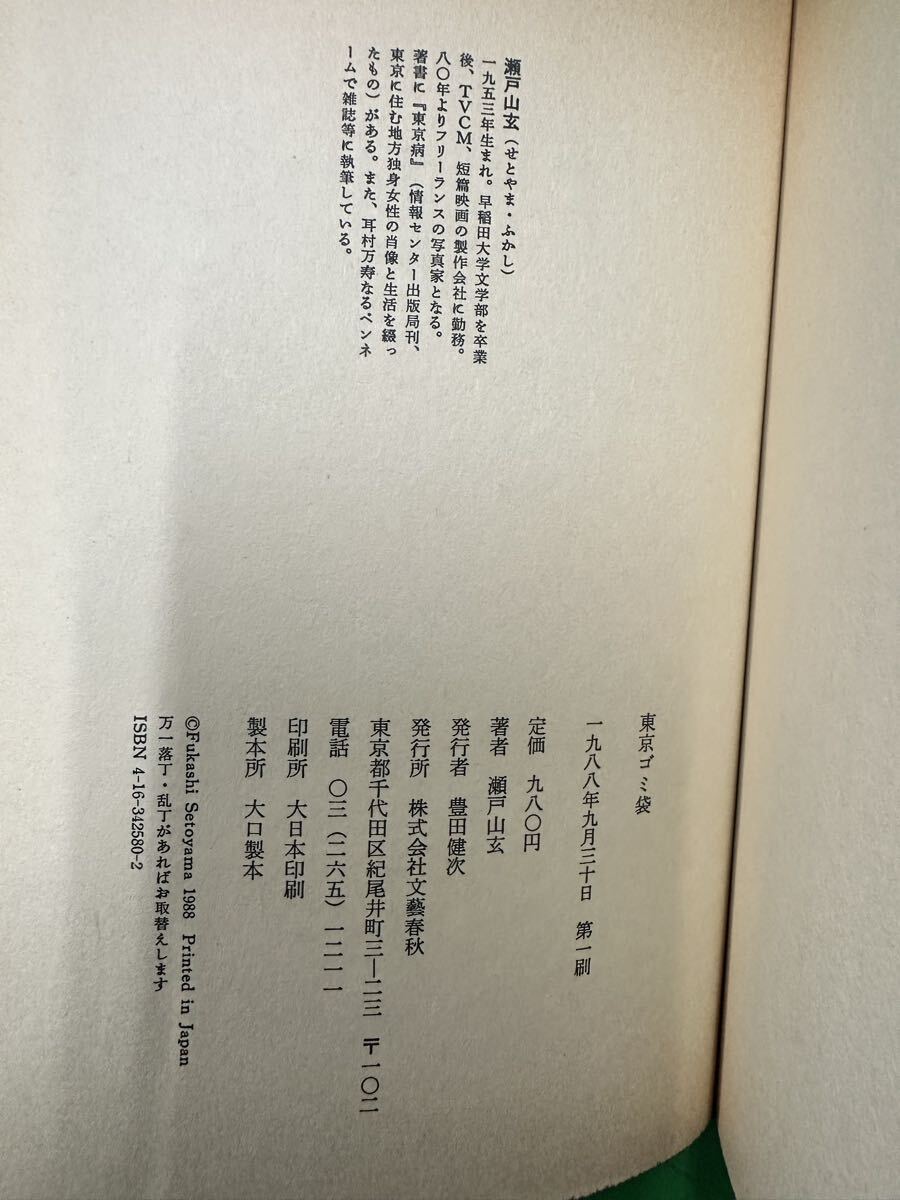 瀬戸山玄(せとやま・ふかし)
一九五三年生まれ。早稲田大学文学部を卒業
後、TVCM、短篇映画の製作会社に勤務。
八〇年よりフリーランスの写真家となる。
著書に『東京病』(情報センター出版局刊、
東京に住む地方独身女性の肖像と生活を綴っ
たもの)がある。また、耳村万寿なるペンネ
ームで雑誌等に執筆している。
東京ゴミ袋
一九八八年九月三十日 第一刷
定価 九八〇円
著者 瀬戸山玄
発行者 豊田健次
発行所 株式会社文藝春秋
東京都千代田区紀尾井町三―二三 〒一〇二
電話 〇三(二六五)一二一一
印刷所 大日本印刷
製本所 大口製本
©Fukashi Setoyama 1988 Printed in Japan
万一落丁・乱丁があればお取替えします
ISBN 4-16-342580-2